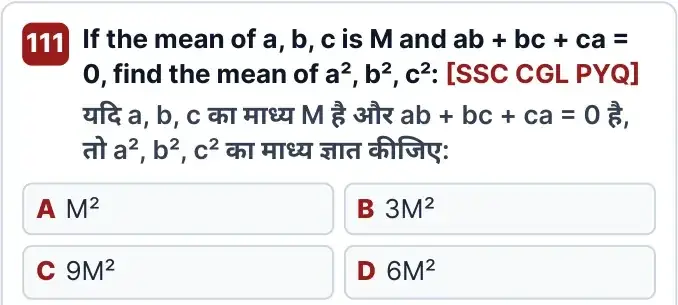 111 If the mean of a, b, c is M and ab + bc + ca =
0, find the mean of a², b², c²: [SSC CGL PYQ]
यदि a, b, c का माध्य M है और ab + bc + ca = 0 है,
तो a², b², c² का माध्य ज्ञात कीजिए:
A M² B 3M²
C 9M² D 6M²